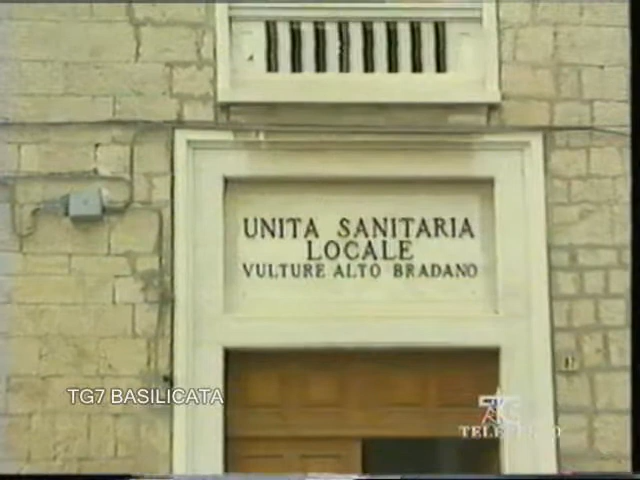 UNITA SANITARIA
LOCALE
VULTURE ALTO BRADANO
TG7 BASILICATA